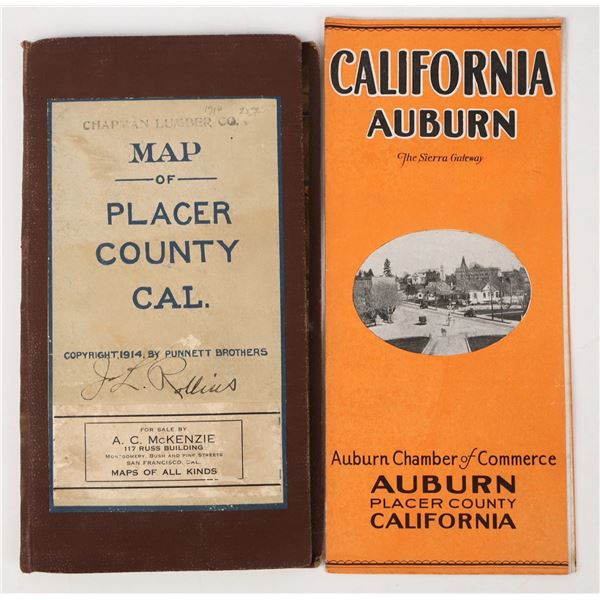 1914
CHAPMAN LUMBER CO.
MAP
OF
PLACER
COUNTY
CAL.
COPYRIGHT, 1914, BY PUNNETT BROTHERS
J. L. Rollins
FOR SALE BY
A. C. McKENZIE
117 RUSS BUILDING
MONTGOMERY, BUSH AND PINE STREETS
SAN FRANCISCO, CAL.
MAPS OF ALL KINDS
CALIFORNIA
AUBURN
The Sierra Gateway
Auburn Chamber of Commerce
AUBURN
PLACER COUNTY
CALIFORNIA